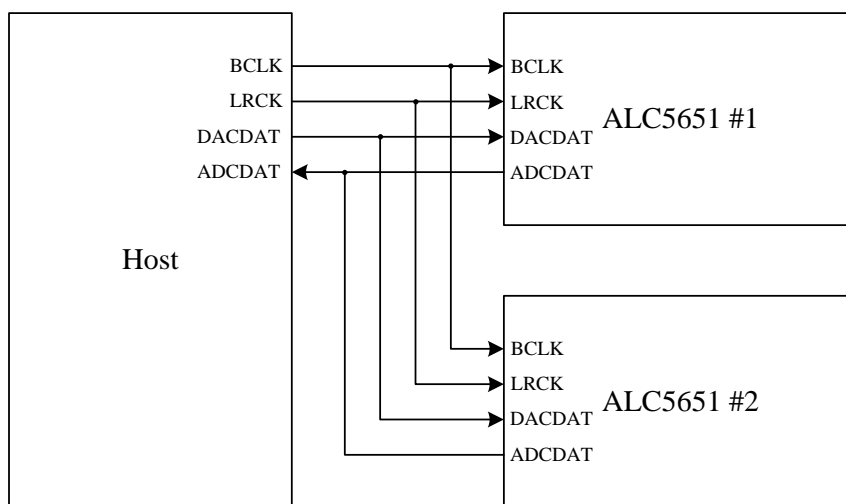 BCLK
LRCK
DACDAT
ADCDAT
Host
BCLK
LRCK
DACDAT
ADCDAT
ALC5651 #1
BCLK
LRCK
DACDAT
ADCDAT
ALC5651 #2